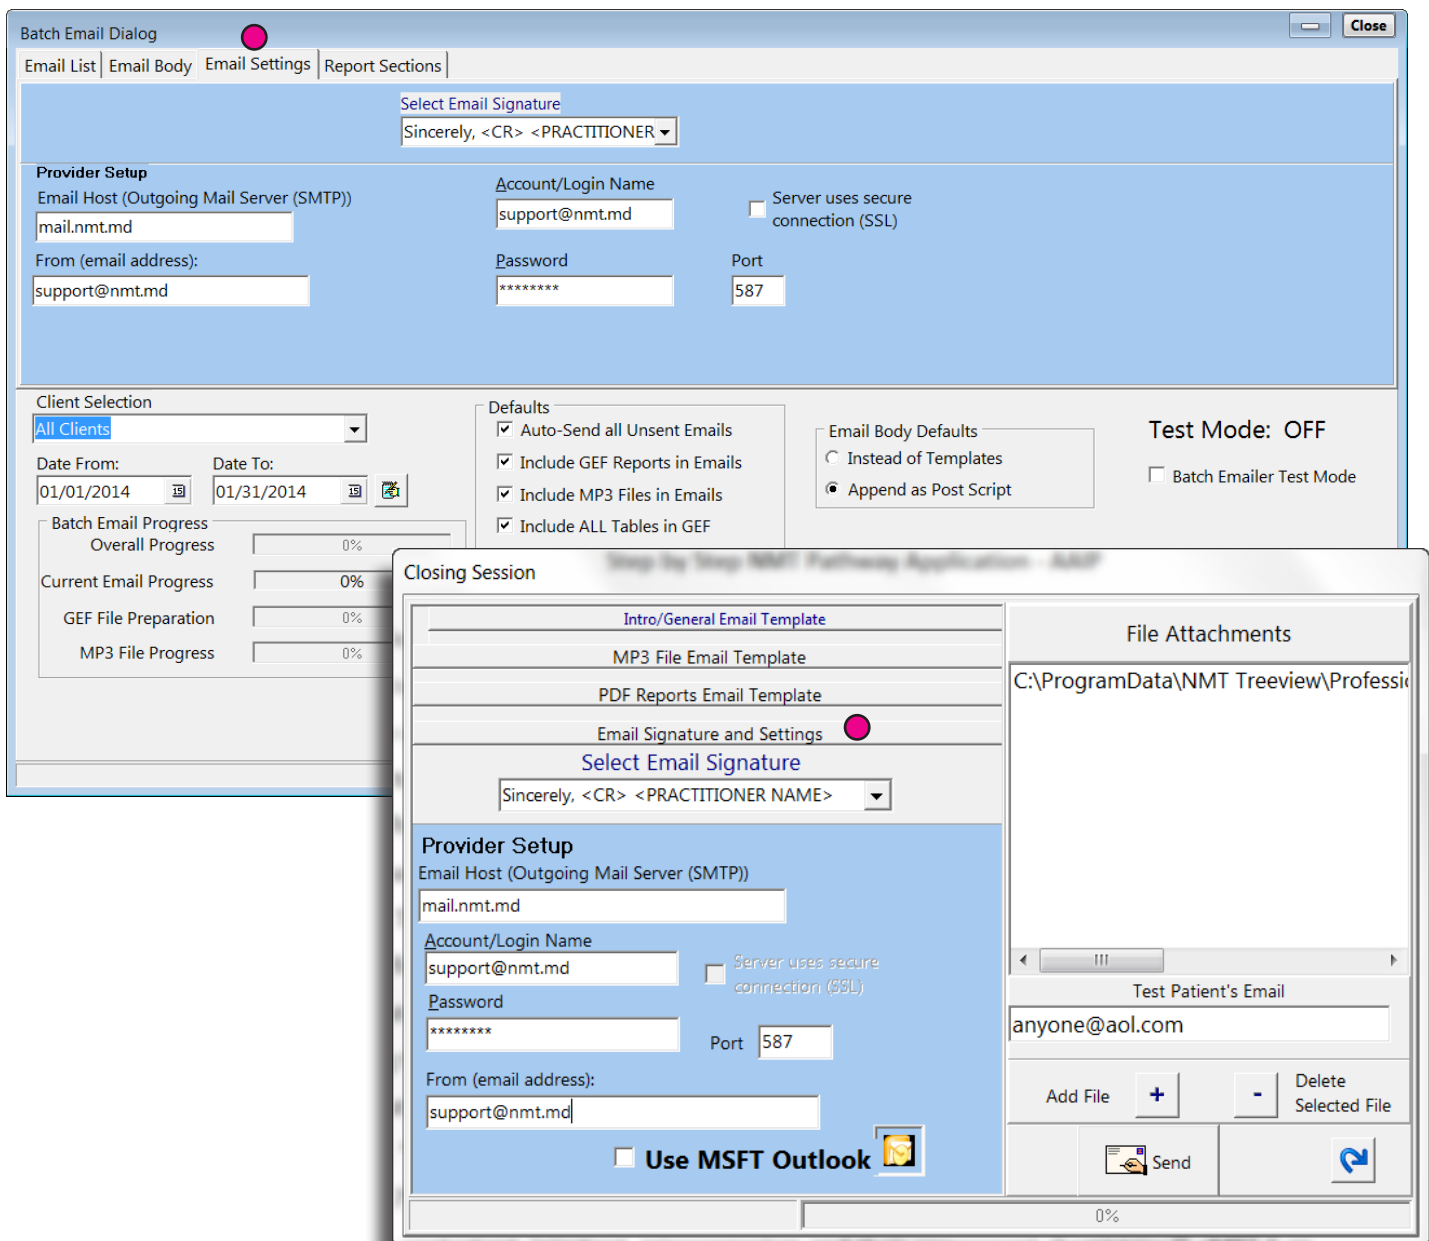 Batch Email Dialog
Close
Email List
Email Body
Email Settings
Report Sections
Select Email Signature
Sincerely, <CR> <PRACTITIONER
Provider Setup
Email Host (Outgoing Mail Server (SMTP))
mail.nmt.md
From (email address):
support@nmt.md
Account/Login Name
support@nmt.md
Password
********
Server uses secure
connection (SSL)
Port
587
Client Selection
All Clients
Date From:
Date To:
01/01/2014
15
01/31/2014
15
Batch Email Progress
Overall Progress
0%
Current Email Progress
0%
GEF File Preparation
0%
MP3 File Progress
0%
Defaults
Auto-Send all Unsent Emails
Include GEF Reports in Emails
Include MP3 Files in Emails
Include ALL Tables in GEF
Email Body Defaults
Instead of Templates
Append as Post Script
Test Mode: OFF
Batch Emailer Test Mode
Step by Step NMT Pathway Application - AAIP
Closing Session
Intro/General Email Template
MP3 File Email Template
PDF Reports Email Template
Email Signature and Settings
Select Email Signature
Sincerely, <CR> <PRACTITIONER NAME>
Provider Setup
Email Host (Outgoing Mail Server (SMTP))
mail.nmt.md
Account/Login Name
support@nmt.md
Server uses secure
connection (SSL)
Password
********
Port
587
From (email address):
support@nmt.md
Use MSFT Outlook
File Attachments
C:\ProgramData\NMT Treeview\Professi
Test Patient's Email
anyone@aol.com
Add File
+
-
Delete
Selected File
Send
0%